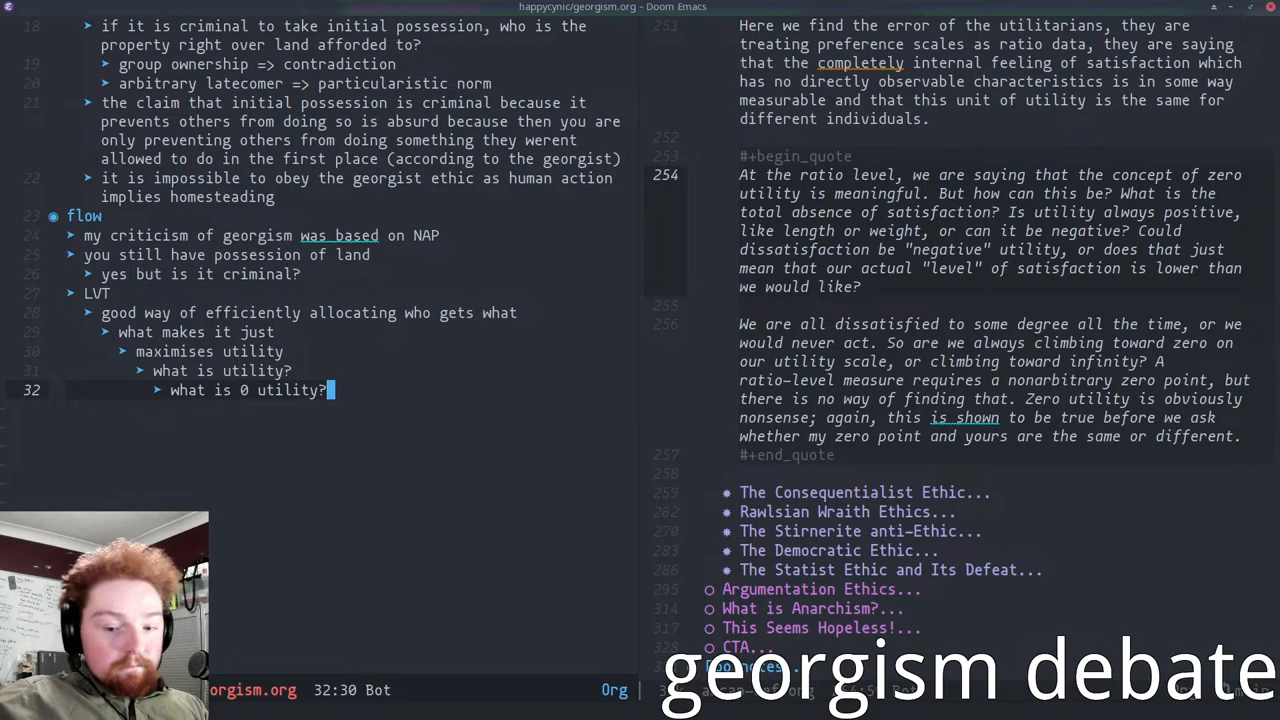 happycynic/georgism.org – Doom Emacs
18 ➤ if it is criminal to take initial possession, who is the
property right over land afforded to?
19 ➤ group ownership => contradiction
20 ➤ arbitrary latecomer => particularistic norm
21 ➤ the claim that initial possession is criminal because it
prevents others from doing so is absurd because then you are
only preventing others from doing something they werent
allowed to do in the first place (according to the georgist)
22 ➤ it is impossible to obey the georgist ethic as human action
implies homesteading
23 ◉ flow
24 ➤ my criticism of georgism was based on NAP
25 ➤ you still have possession of land
26 ➤ yes but is it criminal?
27 ➤ LVT
28 ➤ good way of efficiently allocating who gets what
29 ➤ what makes it just
30 ➤ maximises utility
31 ➤ what is utility?
32 ➤ what is 0 utility?
orgism.org 32:30 Bot Org
251 Here we find the error of the utilitarians, they are
treating preference scales as ratio data, they are saying
that the completely internal feeling of satisfaction which
has no directly observable characteristics is in some way
measurable and that this unit of utility is the same for
different individuals.
252
253 #+begin_quote
254 At the ratio level, we are saying that the concept of zero
utility is meaningful. But how can this be? What is the
total absence of satisfaction? Is utility always positive,
like length or weight, or can it be negative? Could
dissatisfaction be "negative" utility, or does that just
mean that our actual "level" of satisfaction is lower than
we would like?
255
256 We are all dissatisfied to some degree all the time, or we
would never act. So are we always climbing toward zero on
our utility scale, or climbing toward infinity? A
ratio-level measure requires a nonarbitrary zero point, but
there is no way of finding that. Zero utility is obviously
nonsense; again, this is shown to be true before we ask
whether my zero point and yours are the same or different.
257 #+end_quote
258
259 ✸ The Consequentialist Ethic...
262 ✸ Rawlsian Wraith Ethics...
270 ✸ The Stirnerite anti-Ethic...
283 ✸ The Democratic Ethic...
286 ✸ The Statist Ethic and Its Defeat...
295 ○ Argumentation Ethics...
314 ○ What is Anarchism?...
317 ○ This Seems Hopeless!...
328 ○ CTA...
georgism debate